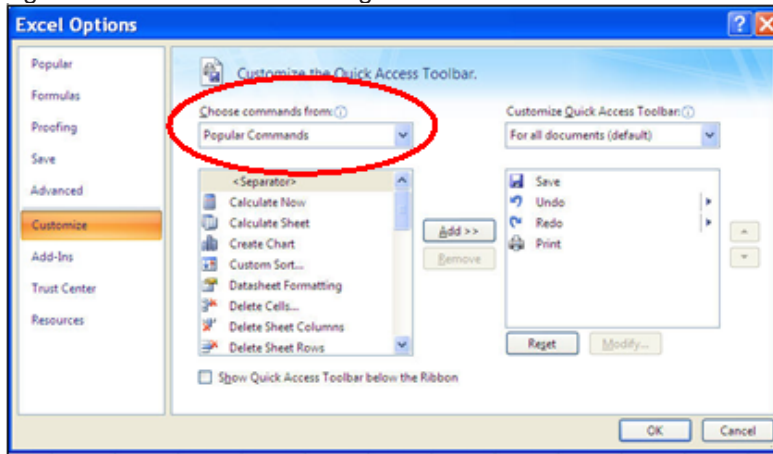 Excel Options
Popular
Formulas
Proofing
Save
Advanced
Customize
Add-Ins
Trust Center
Resources
Customize the Quick Access Toolbar.
Choose commands from:
Popular Commands
<Separator>
Calculate Now
Calculate Sheet
Create Chart
Custom Sort...
Datasheet Formatting
Delete Cells...
Delete Sheet Columns
Delete Sheet Rows
Show Quick Access Toolbar below the Ribbon
Add >>
Remove
Customize Quick Access Toolbar:
For all documents (default)
Save
Undo
Redo
Print
Reset
Modify...
OK
Cancel